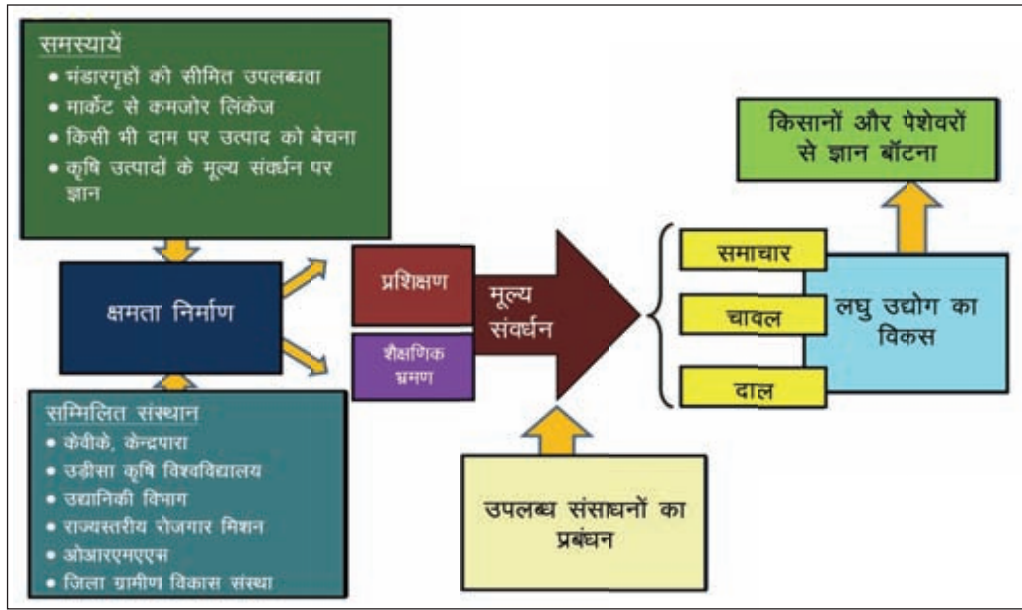 समस्यायें
• भंडारगृहों को सीमित उपलब्धवा
• मार्केट से कमजोर लिंकेज
• किसी भी दाम पर उत्पाद को बेचना
• कृषि उत्पादों के मूल्य संवर्धन पर
ज्ञान
किसानों और पेशेवरों
से ज्ञान बॉटना
क्षमता निर्माण
प्रशिक्षण
शैक्षणिक
भ्रमण
मूल्य
संवर्धन
समाचार
चावल
दाल
लघु उद्योग का
विकस
सम्मिलित संस्थान
• केवीके, केन्द्रपारा
• उड़ीसा कृषि विश्वविद्यालय
• उद्यानिकी विभाग
• राज्यस्तरीय रोजगार मिशन
• ओआरएमएएस
• जिला ग्रामीण विकास संस्था
उपलब्ध संसाधनों का
प्रबंधन